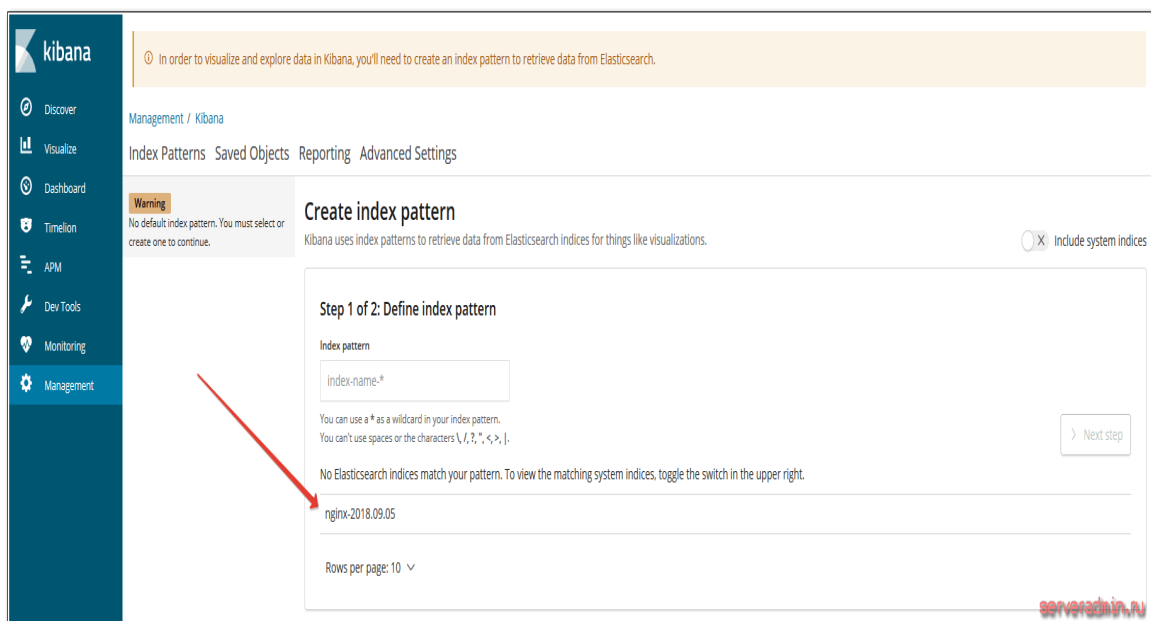 kibana
In order to visualize and explore data in Kibana, you'll need to create an index pattern to retrieve data from Elasticsearch.
Discover
Visualize
Dashboard
Timelion
APM
Dev Tools
Monitoring
Management
Management / Kibana
Index Patterns Saved Objects Reporting Advanced Settings
Warning
No default index pattern. You must select or
create one to continue.
Create index pattern
Kibana uses index patterns to retrieve data from Elasticsearch indices for things like visualizations.
X Include system indices
Step 1 of 2: Define index pattern
Index pattern
index-name-*
You can use a * as a wildcard in your index pattern.
You can't use spaces or the characters \, /, ?, ", <, >, |.
> Next step
No Elasticsearch indices match your pattern. To view the matching system indices, toggle the switch in the upper right.
nginx-2018.09.05
Rows per page: 10
serveradmin.ru